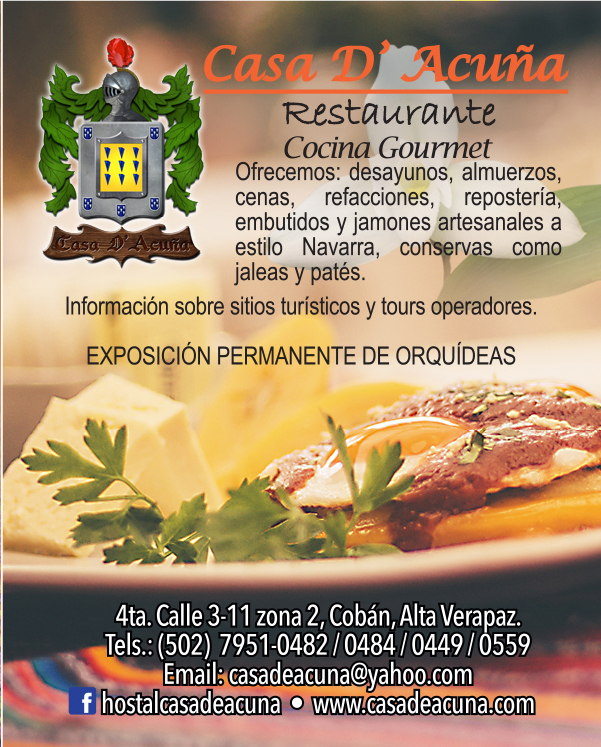 Casa D' Acuña
Restaurante
Cocina Gourmet
Ofrecemos: desayunos, almuerzos,
cenas, refacciones, repostería,
embutidos y jamones artesanales a
estilo Navarra, conservas como
jaleas y patés.
Casa D'Acuña
Información sobre sitios turísticos y tours operadores.
EXPOSICIÓN PERMANENTE DE ORQUÍDEAS
4ta. Calle 3-11 zona 2, Cobán, Alta Verapaz.
Tels.: (502) 7951-0482 / 0484 / 0449 / 0559
Email: casadeacuna@yahoo.com
f hostalcasadeacuna • www.casadeacuna.com